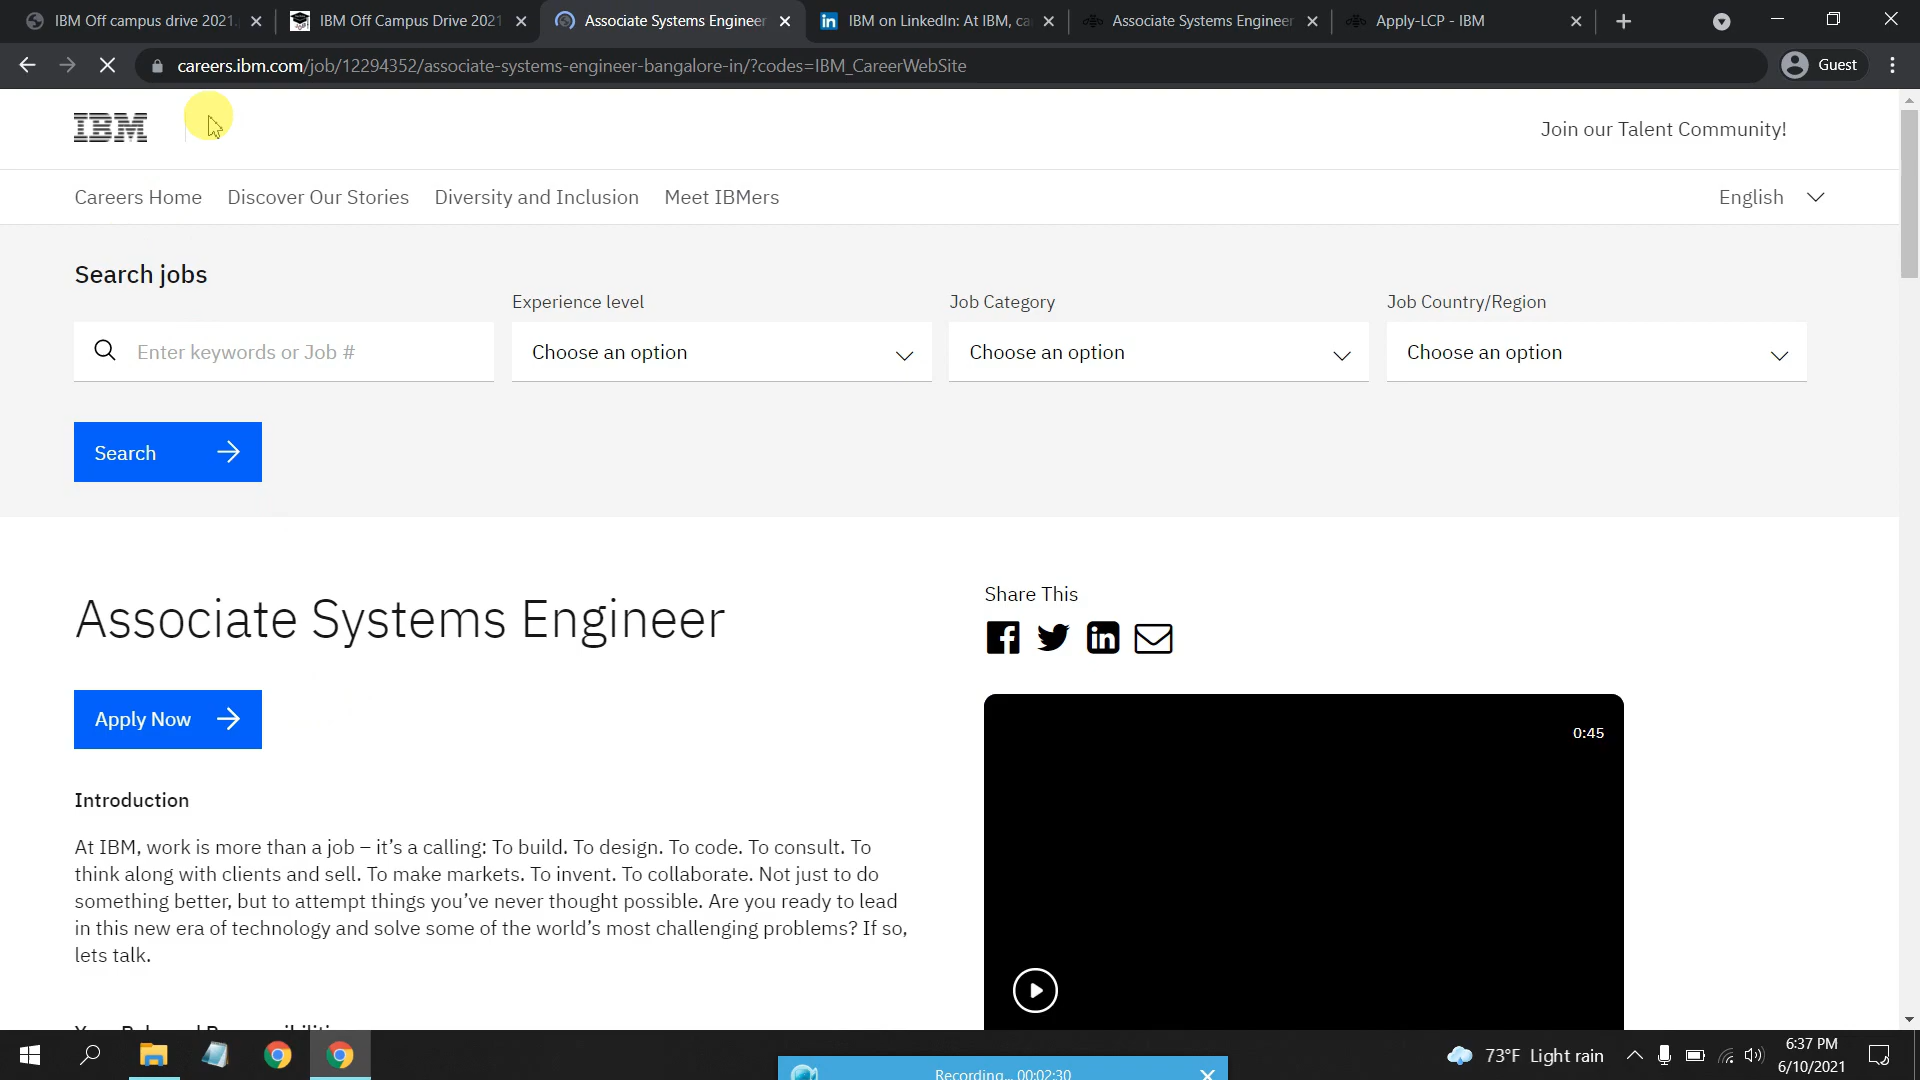 IBM Off campus drive 2021.
IBM Off Campus Drive 2021
Associate Systems Engineer
IBM on LinkedIn: At IBM, ca
Associate Systems Engineer
Apply-LCP - IBM
careers.ibm.com/job/12294352/associate-systems-engineer-bangalore-in/?codes=IBM_CareerWebSite
Guest
IBM
Join our Talent Community!
Careers Home
Discover Our Stories
Diversity and Inclusion
Meet IBMers
English
Search jobs
Experience level
Job Category
Job Country/Region
Enter keywords or Job #
Choose an option
Choose an option
Choose an option
Search
Associate Systems Engineer
Share This
Apply Now
0:45
Introduction
At IBM, work is more than a job – it’s a calling: To build. To design. To code. To consult. To
think along with clients and sell. To make markets. To invent. To collaborate. Not just to do
something better, but to attempt things you’ve never thought possible. Are you ready to lead
in this new era of technology and solve some of the world’s most challenging problems? If so,
lets talk.
73°F Light rain
6:37 PM
6/10/2021
Recording... 00:02:30